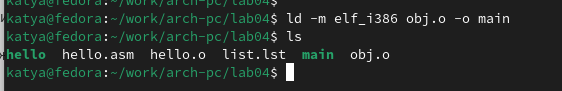 katya@fedora:~/work/arch-pc/lab04$ ld -m elf_i386 obj.o -o main
katya@fedora:~/work/arch-pc/lab04$ ls
hello hello.asm hello.o list.lst main obj.o
katya@fedora:~/work/arch-pc/lab04$